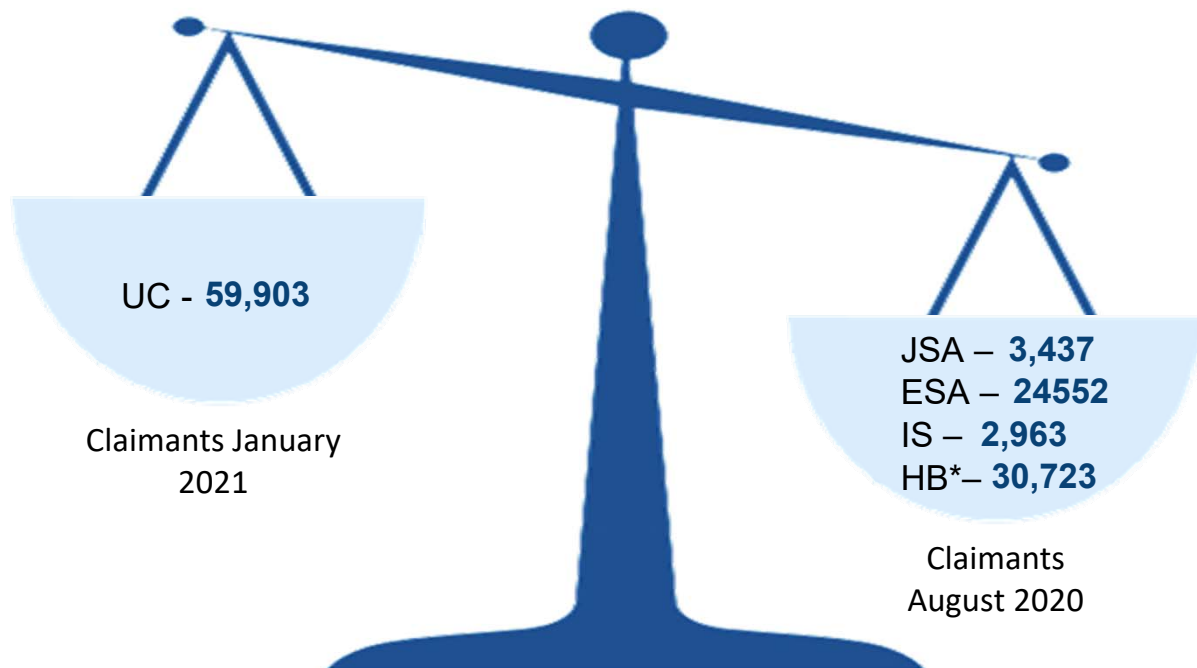 UC - 59,903
Claimants January
2021
JSA – 3,437
ESA – 24552
IS – 2,963
HB*– 30,723
Claimants
August 2020